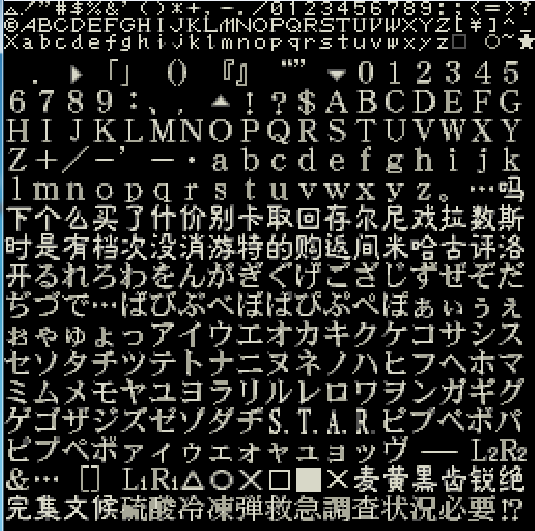 △/"#$%&'()*+,-./0123456789:;<=>?
©ABCDEFGHIJKLMNOPQRSTUVWXYZ[¥]^_
Xabcdefghijklmnopqrstuvwxyz□ ○~★
. ▶「」 () 『』 “” ▼012345
6789:、, ▲!?$ABCDEFG
HIJKLMNOPQRSTUVWXY
Z+/−' —・abcdefghijk
lmnopqrstuvwxyz。…吗
下个么买了什价别卡取回存尔尼戏拉数斯
时是有档次没消游特的购返间米哈古评洛
开るれろわをんがぎぐげござじずぜぞだ
ぢづで…ばびぶべぼぱぴぷぺぽぁぃぅぇ
ぉゃゅょっアイウエオカキクケコサシス
セソタチツテトナニヌネノハヒフヘホマ
ミムメモヤユヨラリルレロワヲンガギグ
ゲゴザジズゼゾダヂS.T.A.R.ビブベボパ
ピプペポァィゥェォャュョッヴ — L2R2
&… [] L1R1△○×□■×麦黄黑齿锐绝
完集文候硫酸冷凍弾救急調査状況必要!?